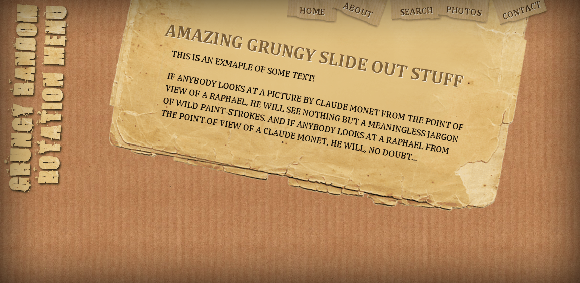 HOME ABOUT SEARCH PHOTOS CONTACT
GRUNGY RANDOM
ROTATION MENU
AMAZING GRUNGY SLIDE OUT STUFF
THIS IS AN EXMAPLE OF SOME TEXT!
IF ANYBODY LOOKS AT A PICTURE BY CLAUDE MONET FROM THE POINT OF
VIEW OF A RAPHAEL, HE WILL SEE NOTHING BUT A MEANINGLESS JARGON
OF WILD PAINT-STROKES. AND IF ANYBODY LOOKS AT A RAPHAEL FROM
THE POINT OF VIEW OF A CLAUDE MONET, HE WILL, NO DOUBT...